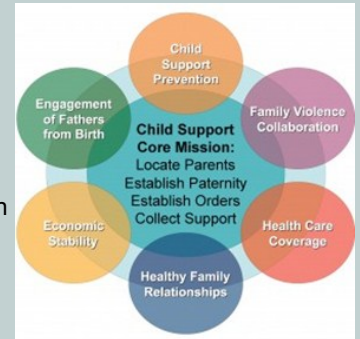 Child
Support
Prevention
Engagement
of Fathers
from Birth
Family Violence
Collaboration
Child Support
Core Mission:
Locate Parents
Establish Paternity
Establish Orders
Collect Support
Economic
Stability
Health Care
Coverage
Healthy Family
Relationships